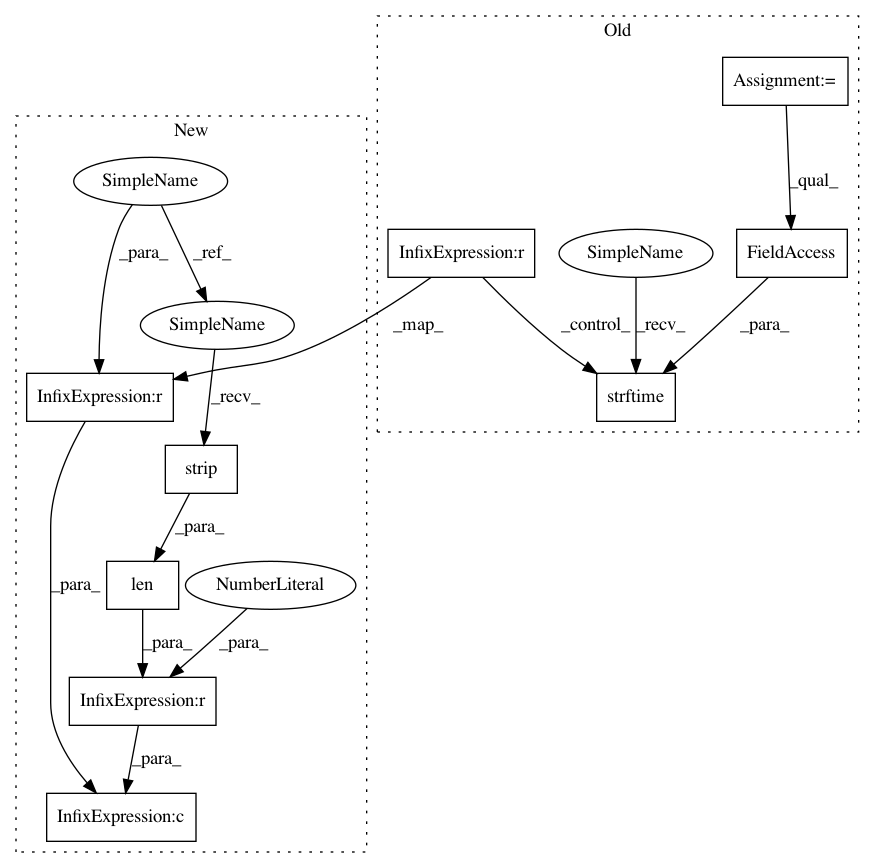 Old
Assignment:=
New
_qual_
SimpleName
InfixExpression:r
SimpleName
FieldAccess
_para_
_ref_
SimpleName
_map_
_control_
_recv_
_para_
InfixExpression:r
_recv_
strftime
strip
_para_
_para_
len
NumberLiteral
_para_
_para_
InfixExpression:r
_para_
InfixExpression:c